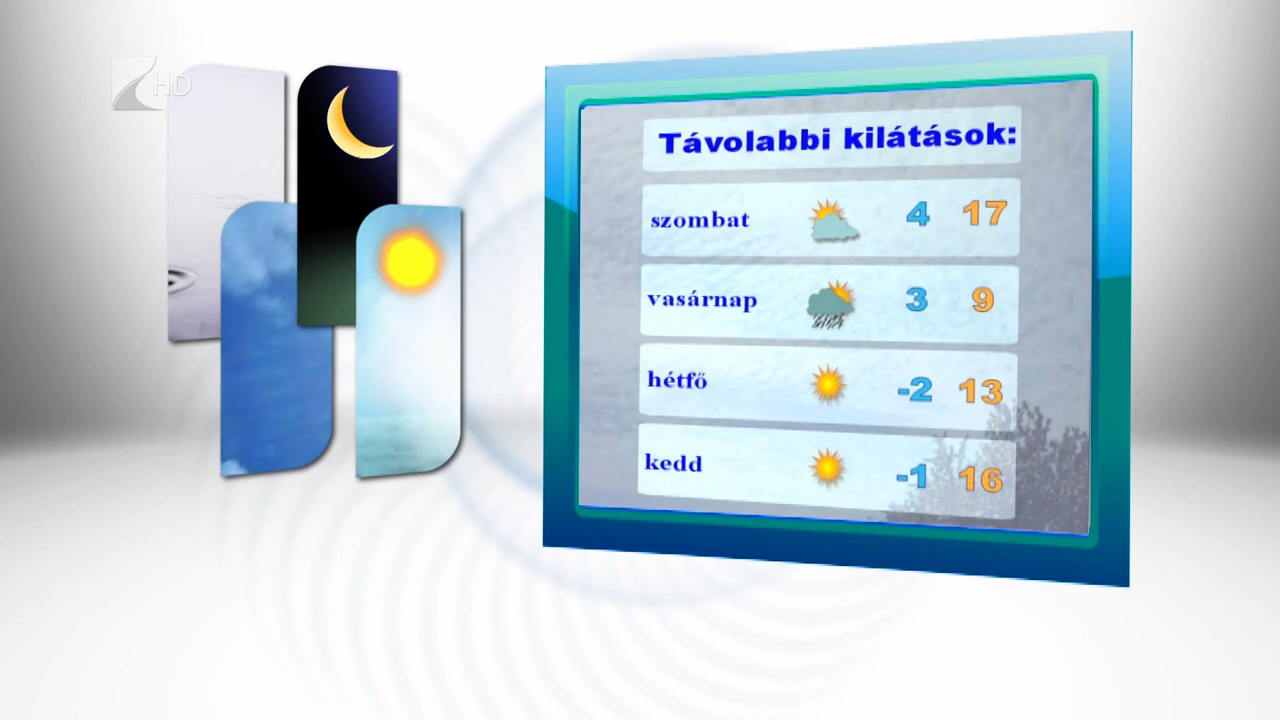 HD
Távolabbi kilátások:
szombat 4 17
vasárnap 3 9
hétfő -2 13
kedd -1 16